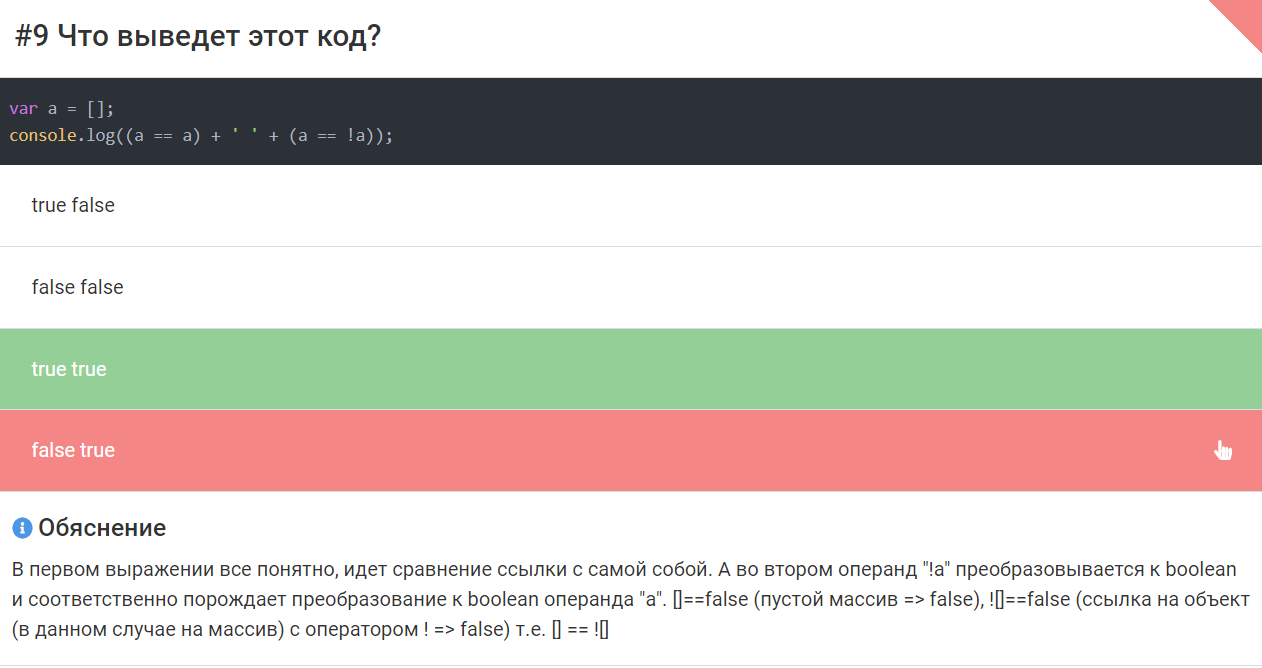 #9 Что выведет этот код?
var a = [];
console.log((a == a) + ' ' + (a == !a));
true false
false false
true true
false true
Обяснение
В первом выражении все понятно, идет сравнение ссылки с самой собой. А во втором операнд "!a" преобразовывается к boolean
и соответственно порождает преобразование к boolean операнда "a". []==false (пустой массив => false), ![]==false (ссылка на объект
(в данном случае на массив) с оператором ! => false) т.е. [] == ![]